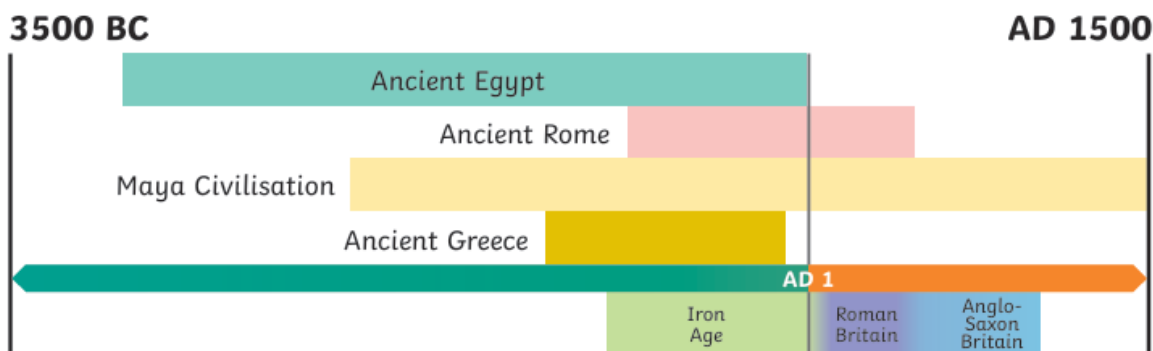 3500 BC
AD 1500
Ancient Egypt
Ancient Rome
Maya Civilisation
Ancient Greece
AD 1
Iron
Age
Roman
Britain
Anglo-
Saxon
Britain